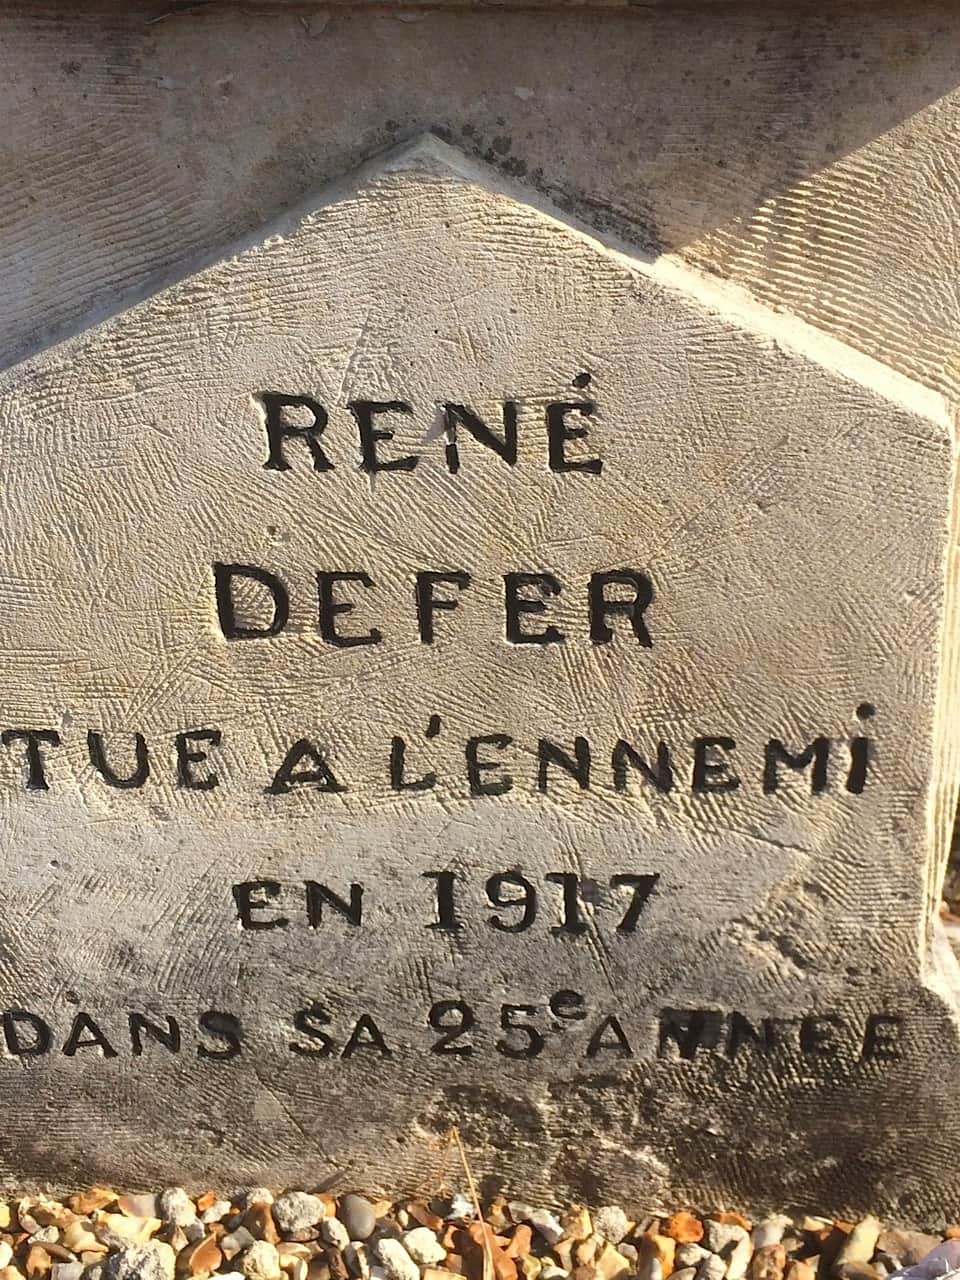 RENÉ
DEFER
TUE A L'ENNEMI
EN 1917
DANS SA 25e ANNEE